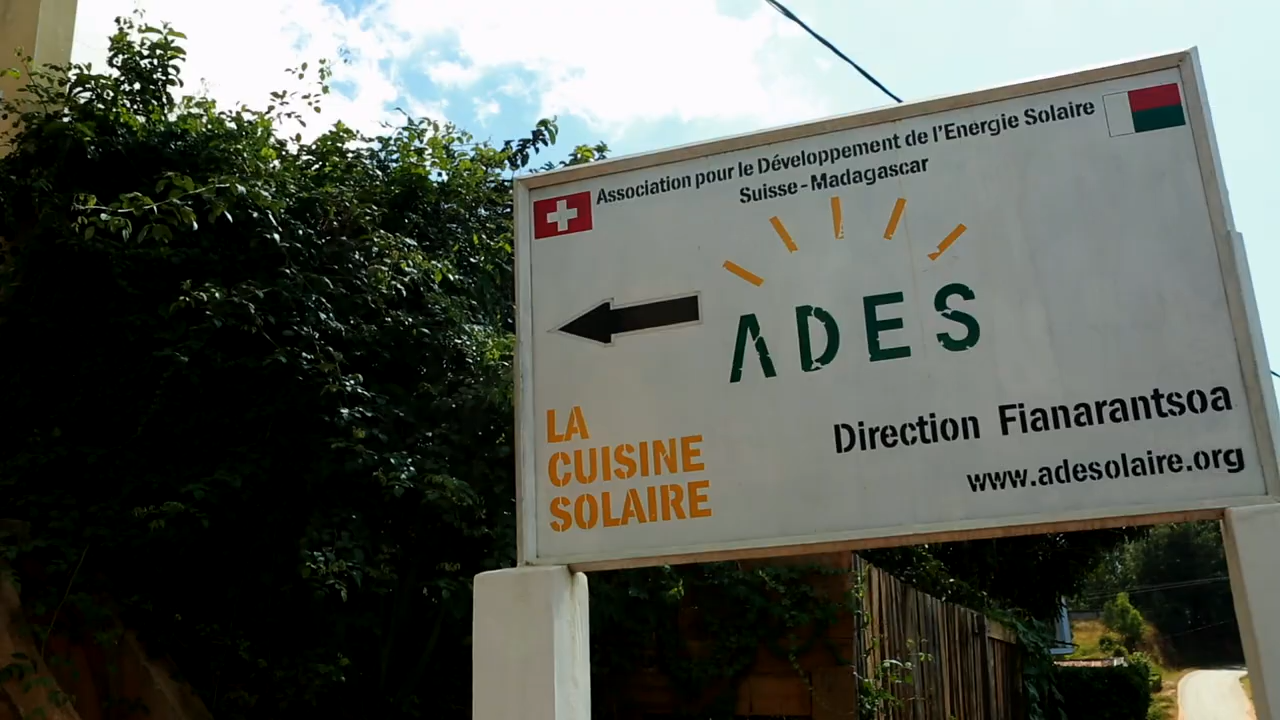 Association pour le Développement de l'Energie Solaire
Suisse - Madagascar
ADES
LA
CUISINE
SOLAIRE
Direction Fianarantsoa
www.adesolaire.org